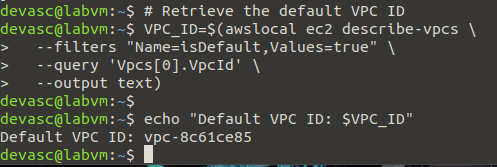 devasc@labvm:~$ # Retrieve the default VPC ID
devasc@labvm:~$ VPC_ID=$(awslocal ec2 describe-vpcs \
>   --filters "Name=isDefault,Values=true" \
>   --query 'Vpcs[0].VpcId' \
>   --output text)
devasc@labvm:~$
devasc@labvm:~$ echo "Default VPC ID: $VPC_ID"
Default VPC ID: vpc-8c61ce85
devasc@labvm:~$